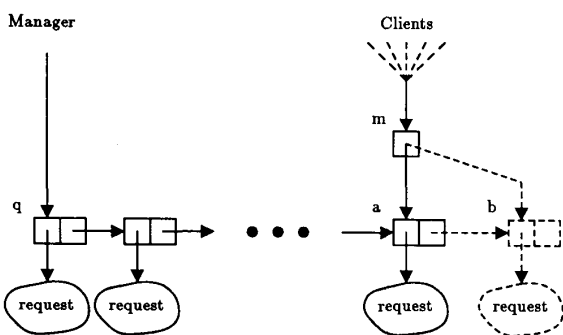 Manager
Clients
m
q
a
b
request
request
request
request